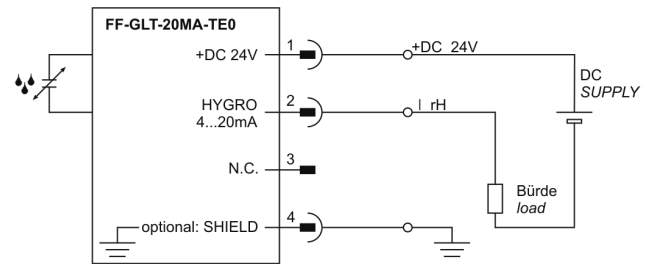 FF-GLT-20MA-TE0
+DC 24V
1
+DC 24V
DC
SUPPLY
HYGRO
4...20mA
2
I rH
N.C.
3
Bürde
load
optional: SHIELD
4